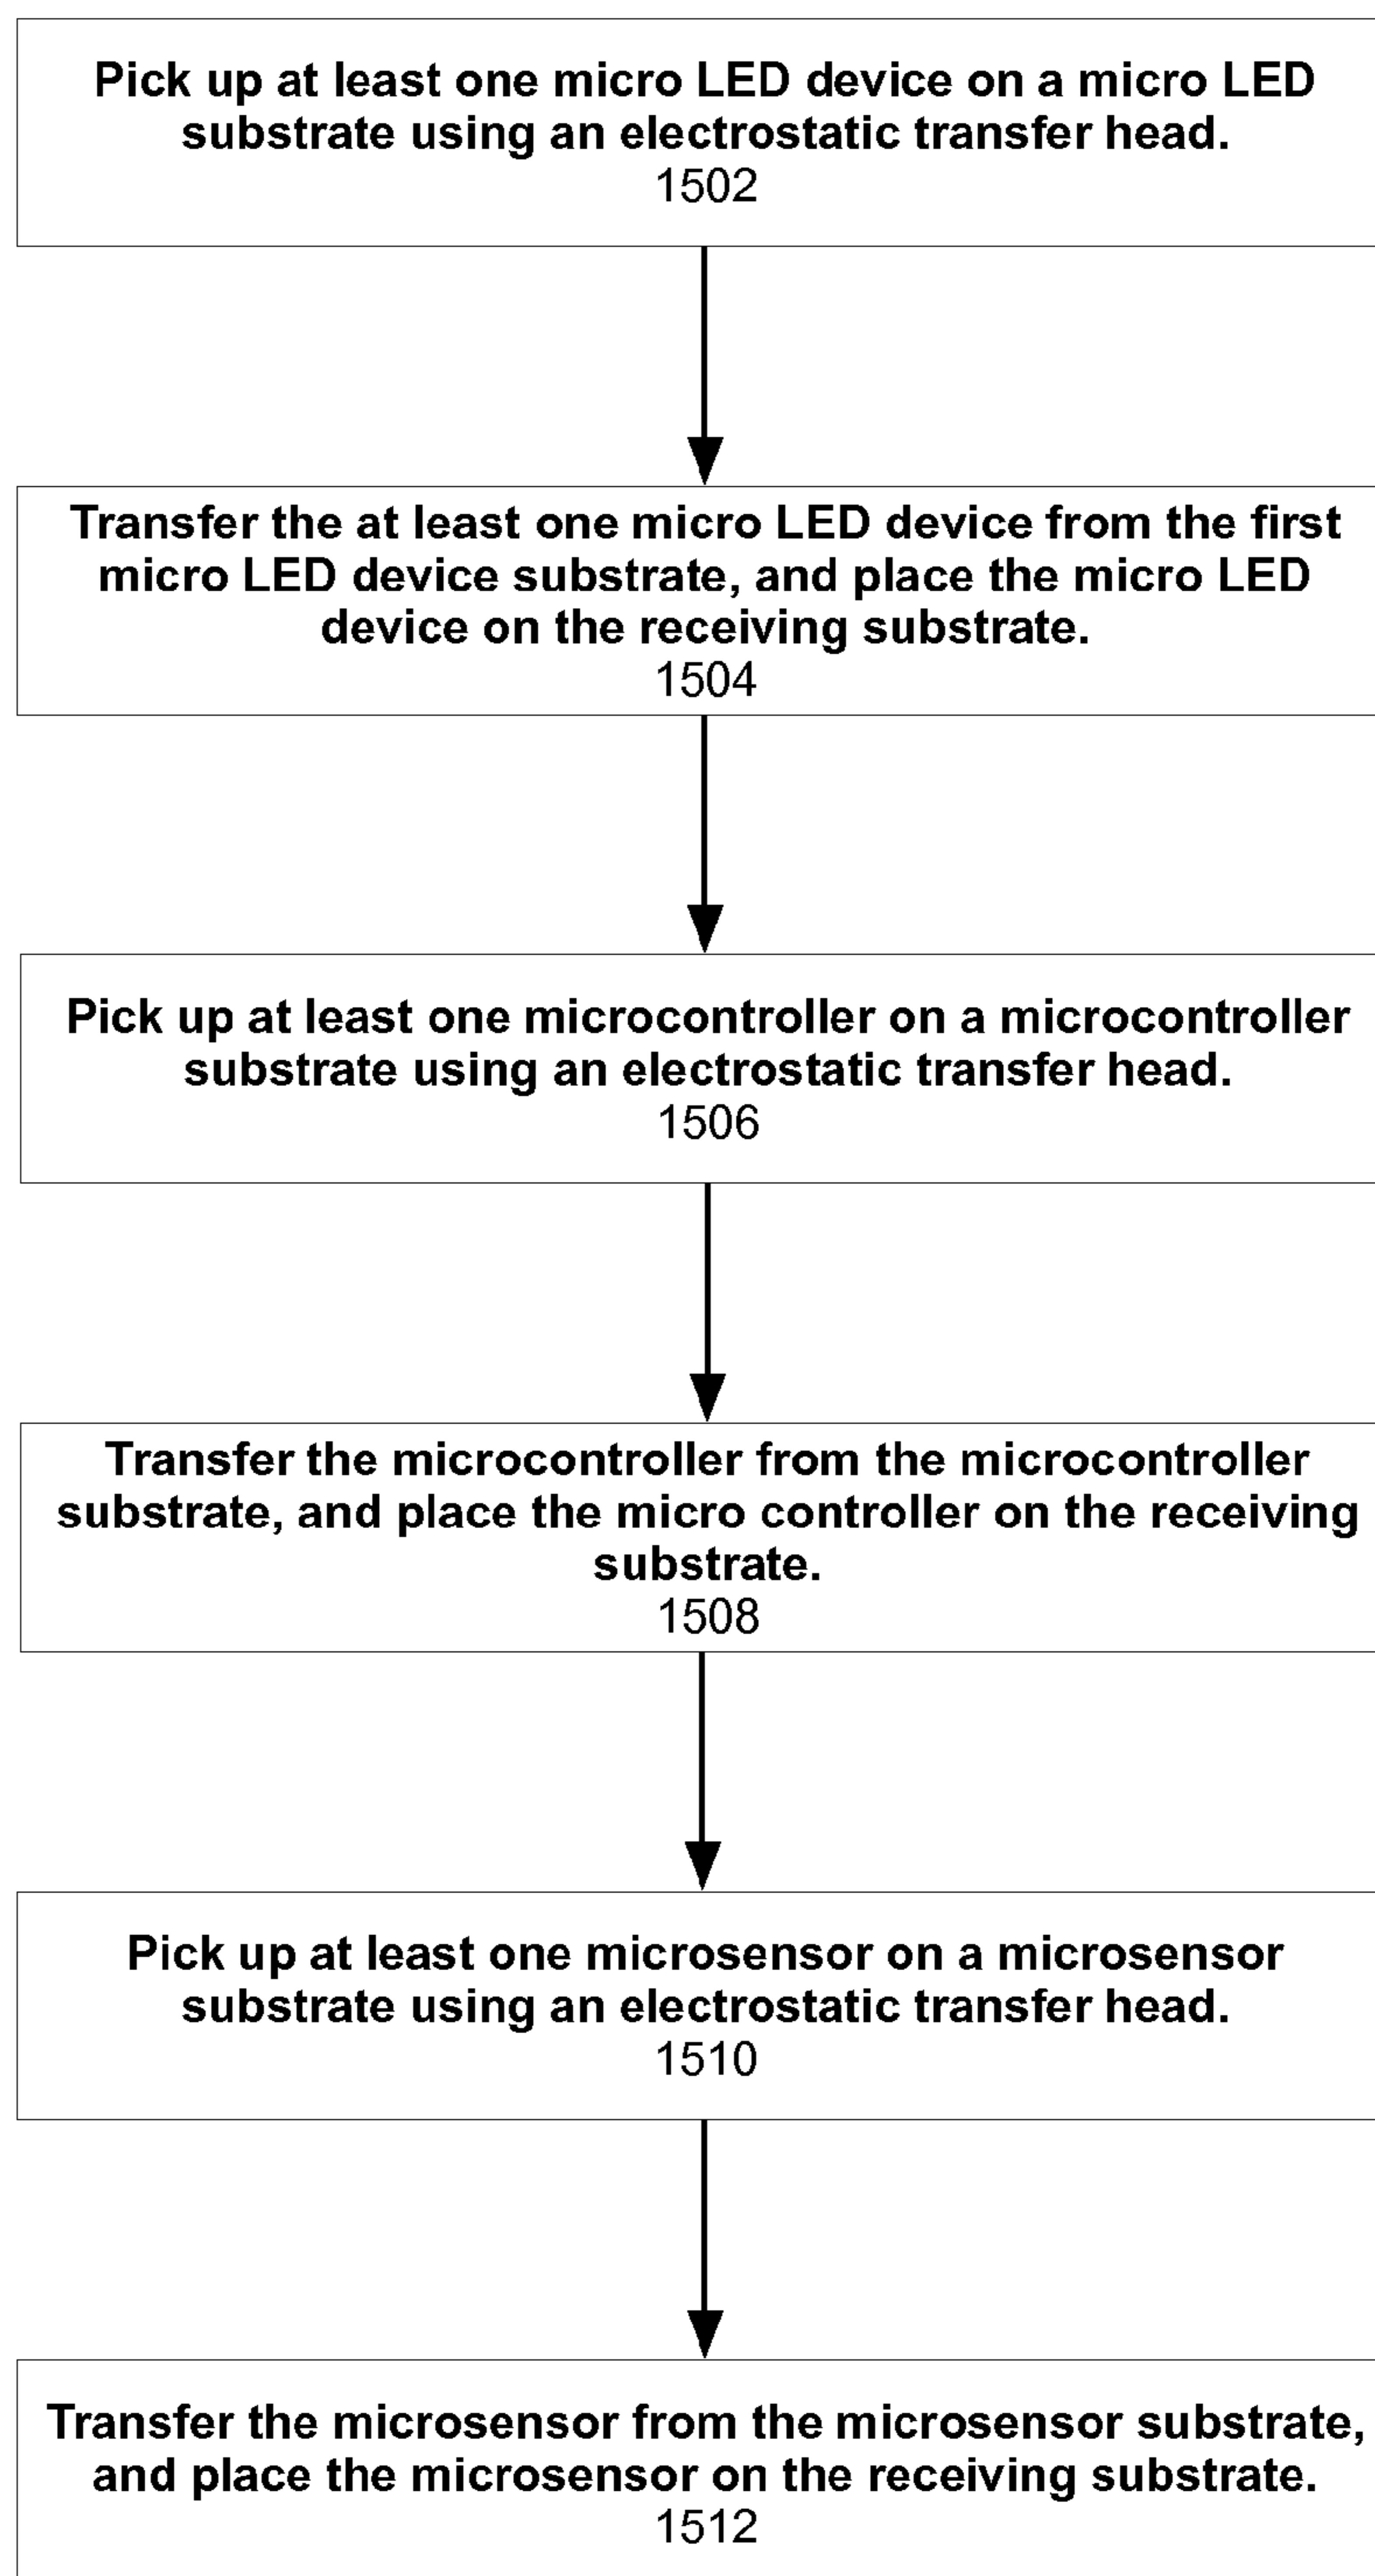 Pick up at least one micro LED device on a micro LED
substrate using an electrostatic transfer head.
1502
Transfer the at least one micro LED device from the first
micro LED device substrate, and place the micro LED
device on the receiving substrate.
1504
Pick up at least one microcontroller on a microcontroller
substrate using an electrostatic transfer head.
1506
Transfer the microcontroller from the microcontroller
substrate, and place the micro controller on the receiving
substrate.
1508
Pick up at least one microsensor on a microsensor
substrate using an electrostatic transfer head.
1510
Transfer the microsensor from the microsensor substrate,
and place the microsensor on the receiving substrate.
1512